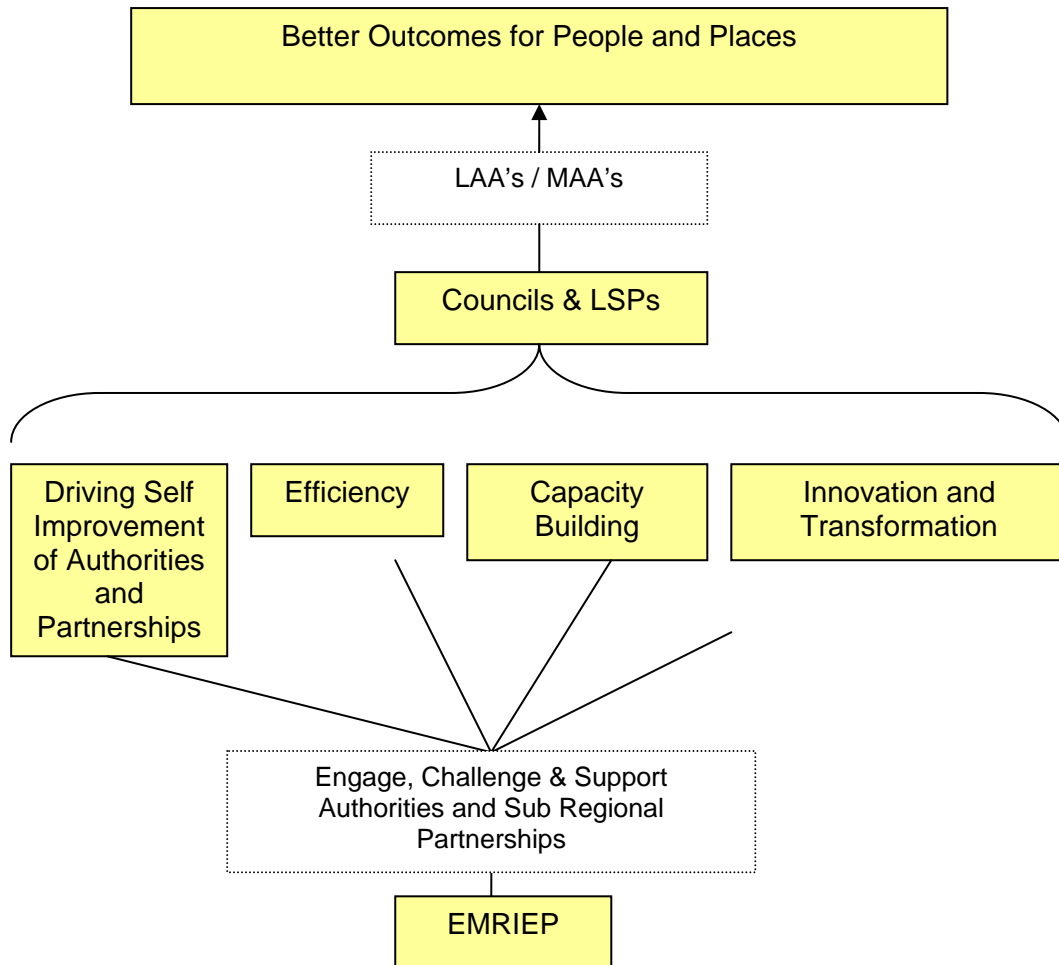 Better Outcomes for People and Places
LAA's / MAA's
Councils & LSPs
Driving Self
Improvement
of Authorities
and
Partnerships
Efficiency
Capacity
Building
Innovation and
Transformation
Engage, Challenge & Support
Authorities and Sub Regional
Partnerships
EMRIEP